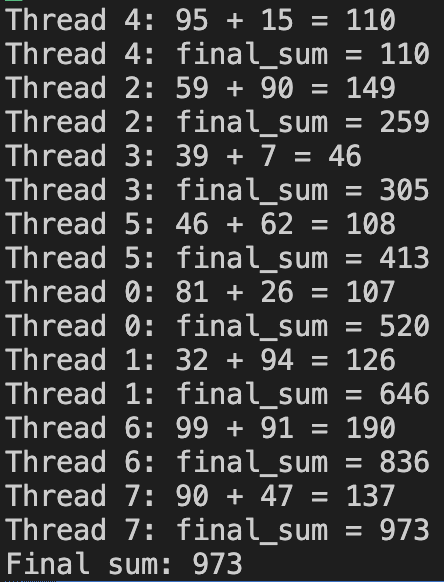 Thread 4: 95 + 15 = 110
Thread 4: final_sum = 110
Thread 2: 59 + 90 = 149
Thread 2: final_sum = 259
Thread 3: 39 + 7 = 46
Thread 3: final_sum = 305
Thread 5: 46 + 62 = 108
Thread 5: final_sum = 413
Thread 0: 81 + 26 = 107
Thread 0: final_sum = 520
Thread 1: 32 + 94 = 126
Thread 1: final_sum = 646
Thread 6: 99 + 91 = 190
Thread 6: final_sum = 836
Thread 7: 90 + 47 = 137
Thread 7: final_sum = 973
Final sum: 973